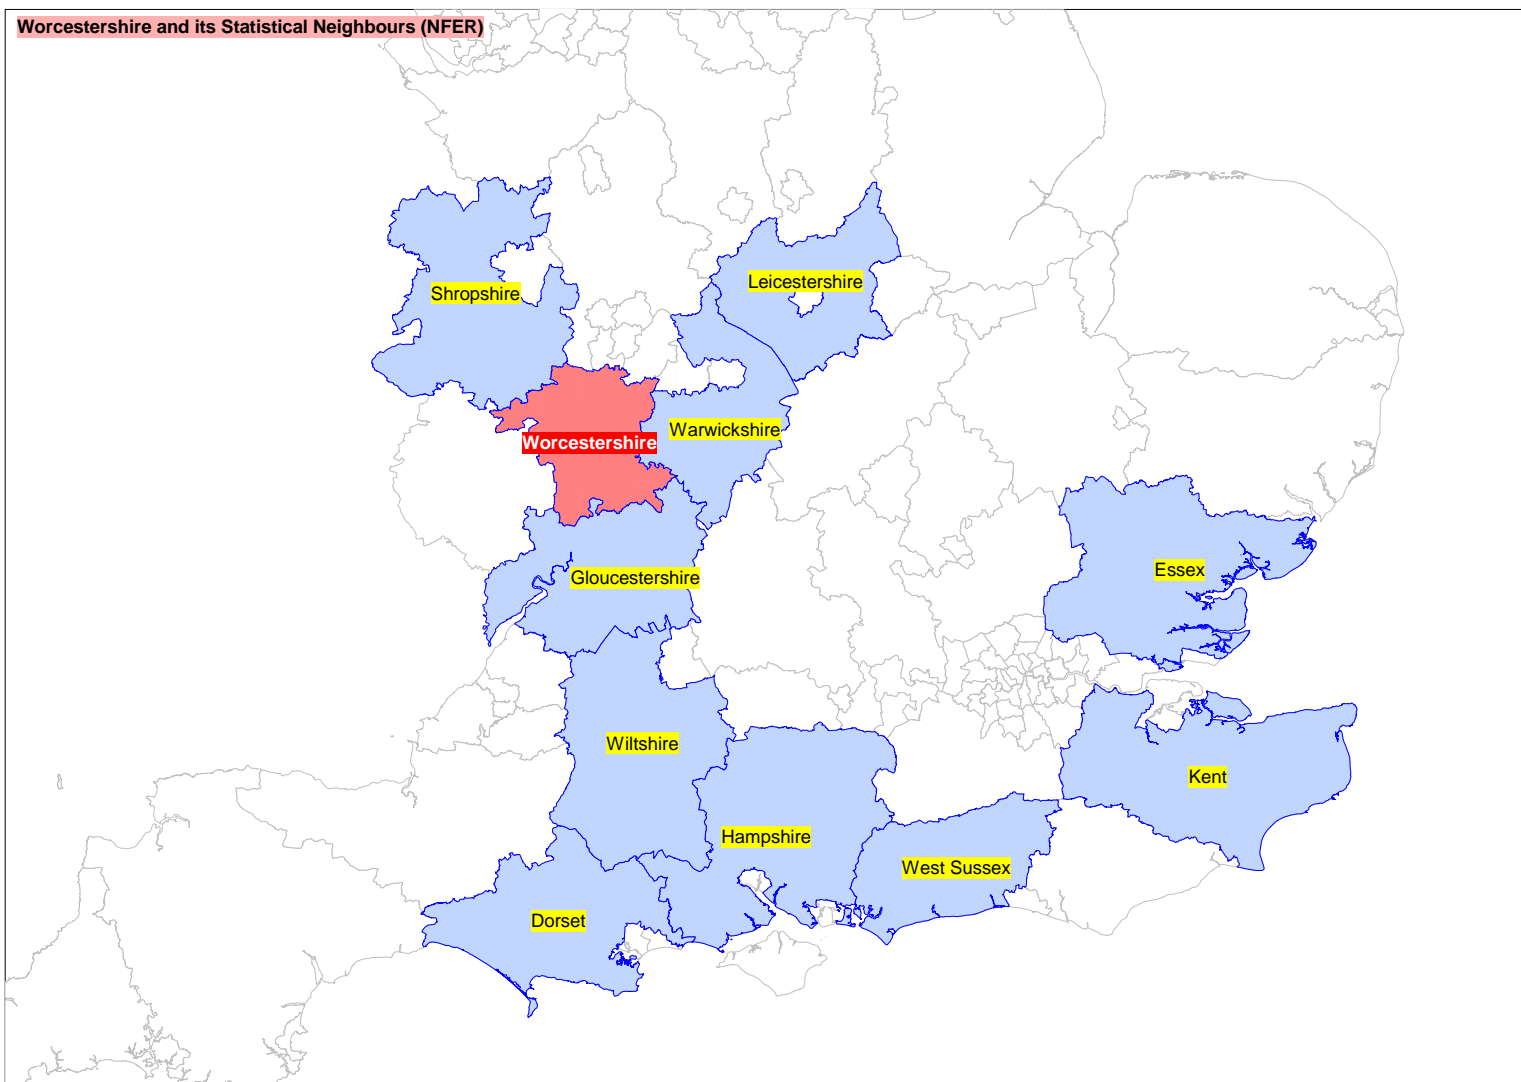 Worcestershire and its Statistical Neighbours (NFER)
Leicestershire
Shropshire
Warwickshire
Worcestershire
Essex
Gloucestershire
Wiltshire
Kent
Hampshire
West Sussex
Dorset